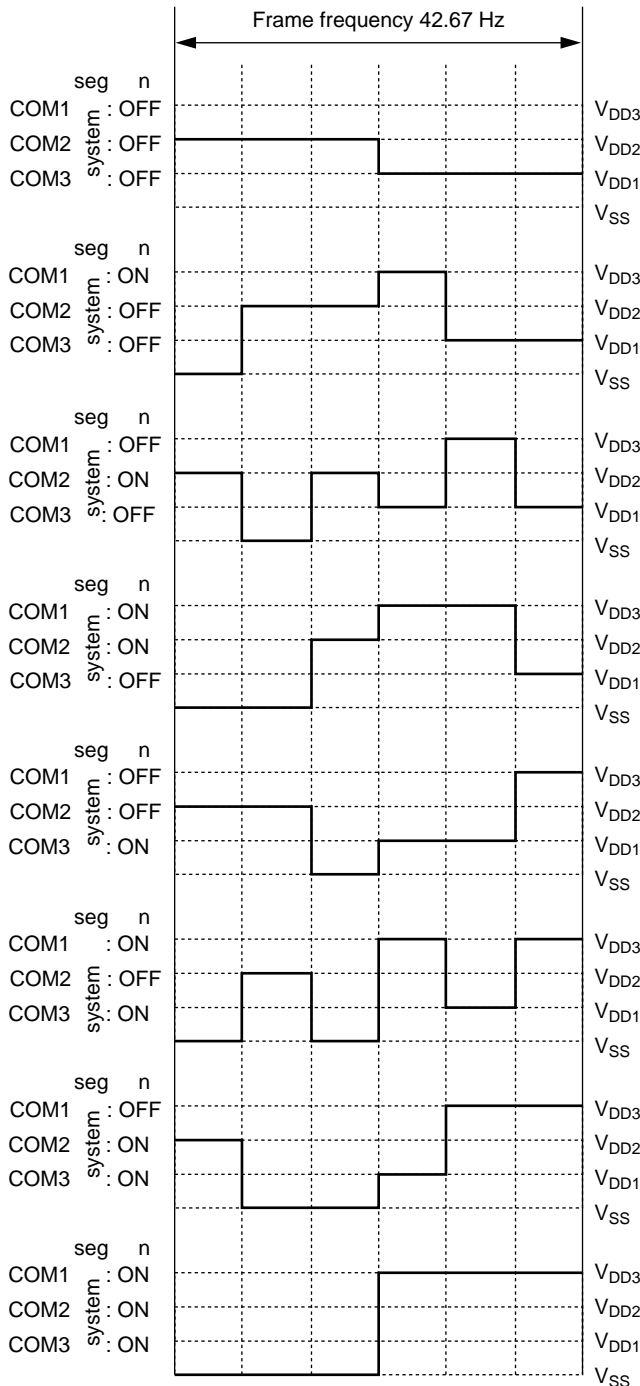 Frame frequency 42.67 Hz
seg n
COM1 : OFF VDD3
COM2 system : OFF VDD2
COM3 : OFF VDD1
VSS
seg n
COM1 : ON VDD3
COM2 system : OFF VDD2
COM3 : OFF VDD1
VSS
seg n
COM1 : OFF VDD3
COM2 system : ON VDD2
COM3 : OFF VDD1
VSS
seg n
COM1 : ON VDD3
COM2 system : ON VDD2
COM3 : OFF VDD1
VSS
seg n
COM1 : OFF VDD3
COM2 system : OFF VDD2
COM3 : ON VDD1
VSS
seg n
COM1 : ON VDD3
COM2 system : OFF VDD2
COM3 : ON VDD1
VSS
seg n
COM1 : OFF VDD3
COM2 system : ON VDD2
COM3 : ON VDD1
VSS
seg n
COM1 : ON VDD3
COM2 system : ON VDD2
COM3 : ON VDD1
VSS